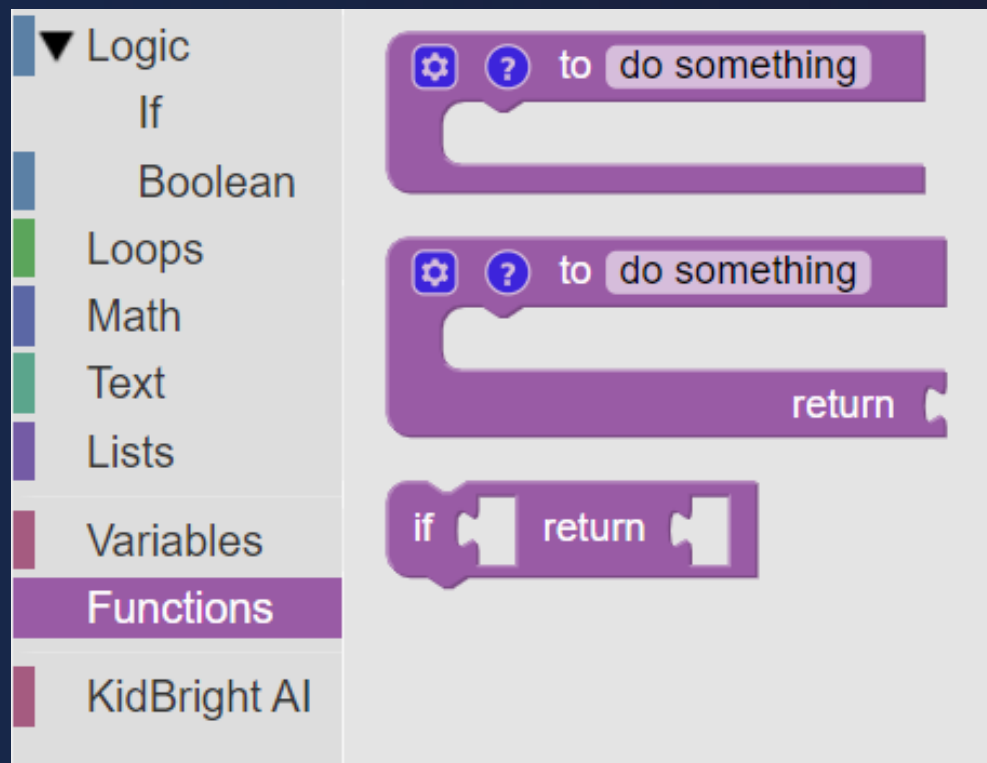 Logic
If
Boolean
Loops
Math
Text
Lists
Variables
Functions
KidBright AI
? to do something
? to do something
return
if return